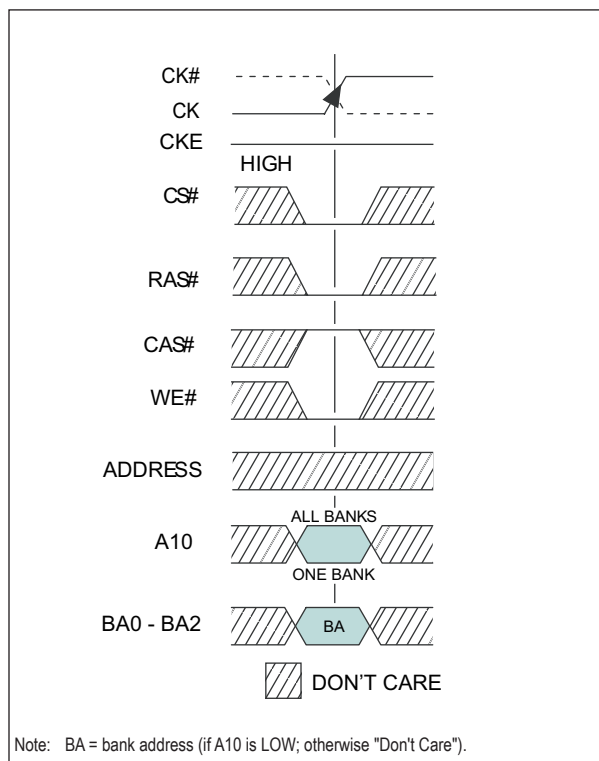 CK#
CK
CKE
HIGH
CS#
RAS#
CAS#
WE#
ADDRESS
ALL BANKS
A10
ONE BANK
BA0 - BA2
BA
DON'T CARE
Note: BA = bank address (if A10 is LOW; otherwise "Don't Care").